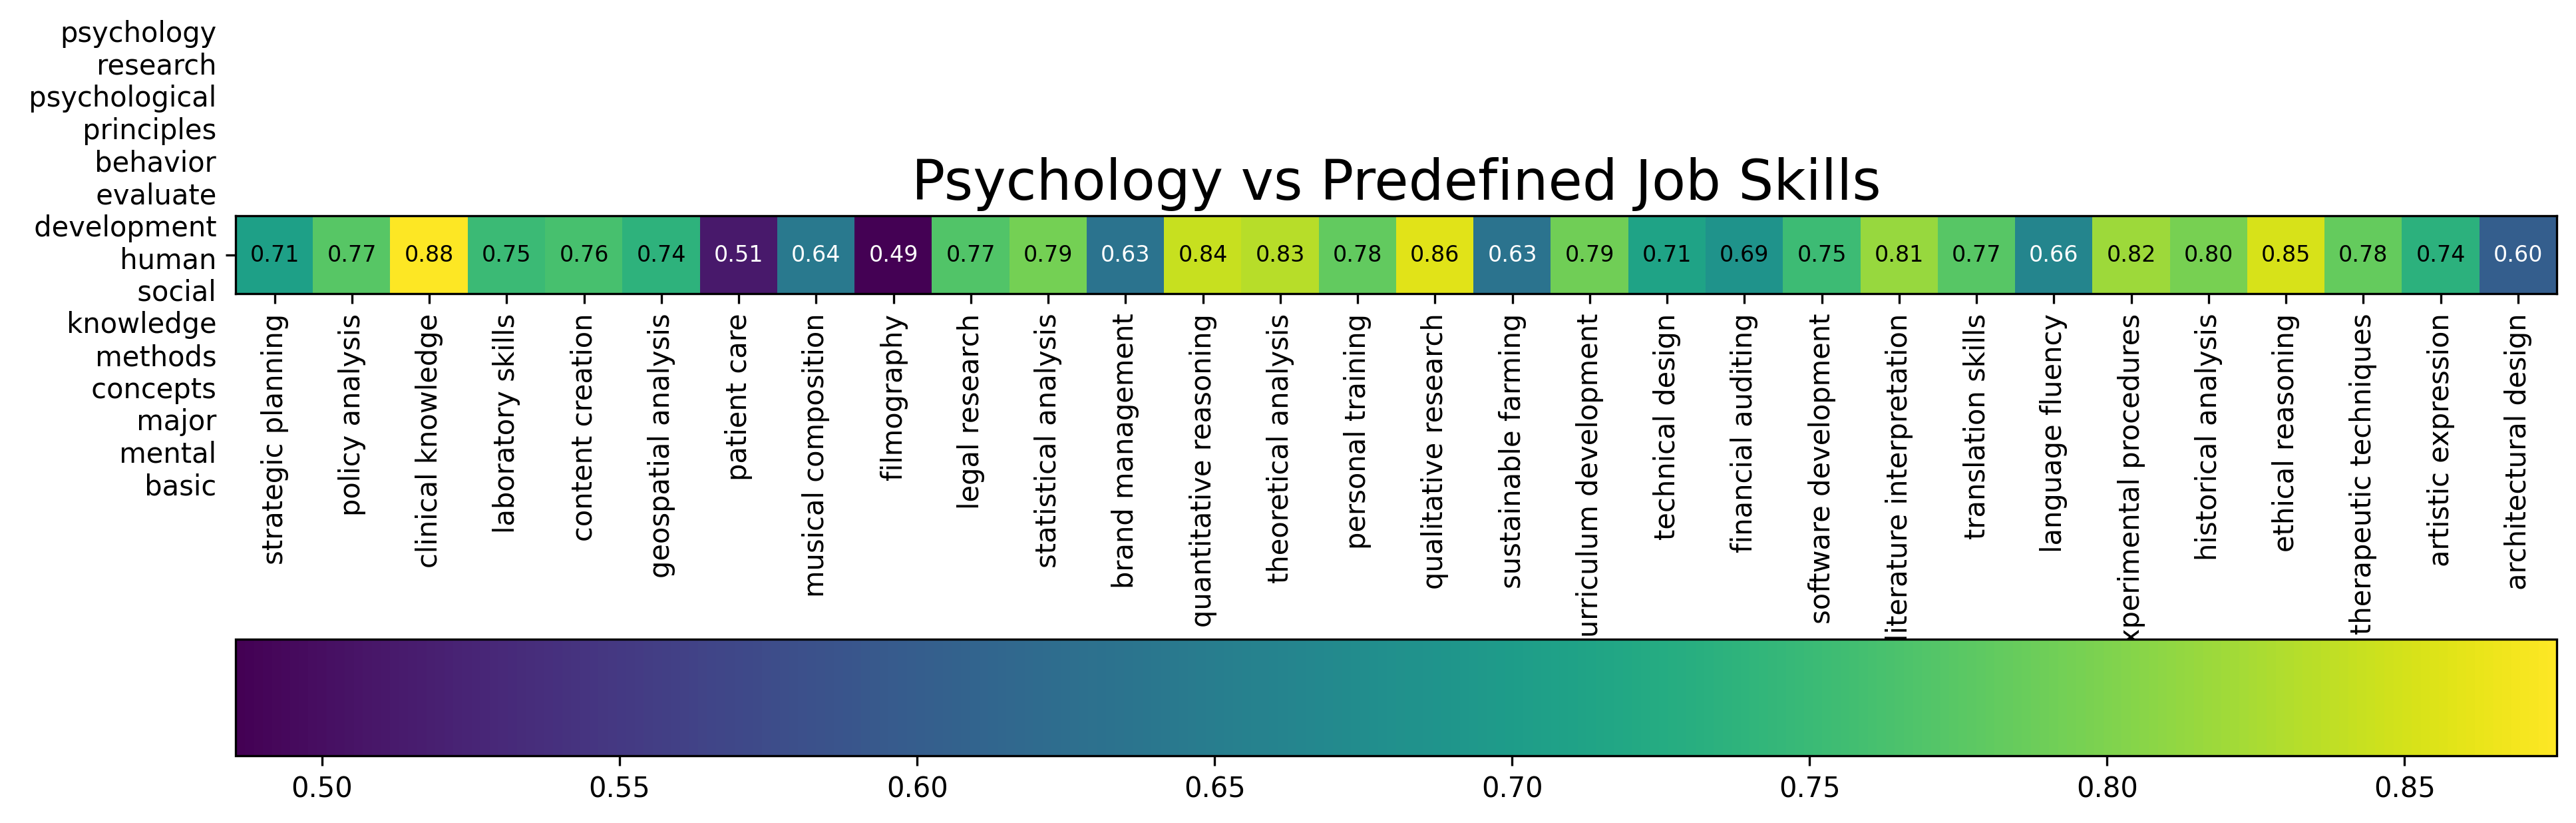 psychology
research
psychological
principles
behavior
evaluate
development
human
social
knowledge
methods
concepts
major
mental
basic
Psychology vs Predefined Job Skills
0.71 0.77 0.88 0.75 0.76 0.74 0.51 0.64 0.49 0.77 0.79 0.63 0.84 0.83 0.78 0.86 0.63 0.79 0.71 0.69 0.75 0.81 0.77 0.66 0.82 0.80 0.85 0.78 0.74 0.60
strategic planning
policy analysis
clinical knowledge
laboratory skills
content creation
geospatial analysis
patient care
musical composition
filmography
legal research
statistical analysis
brand management
quantitative reasoning
theoretical analysis
personal training
qualitative research
sustainable farming
urriculum development
technical design
financial auditing
software development
literature interpretation
translation skills
language fluency
xperimental procedures
historical analysis
ethical reasoning
therapeutic techniques
artistic expression
architectural design
0.50 0.55 0.60 0.65 0.70 0.75 0.80 0.85